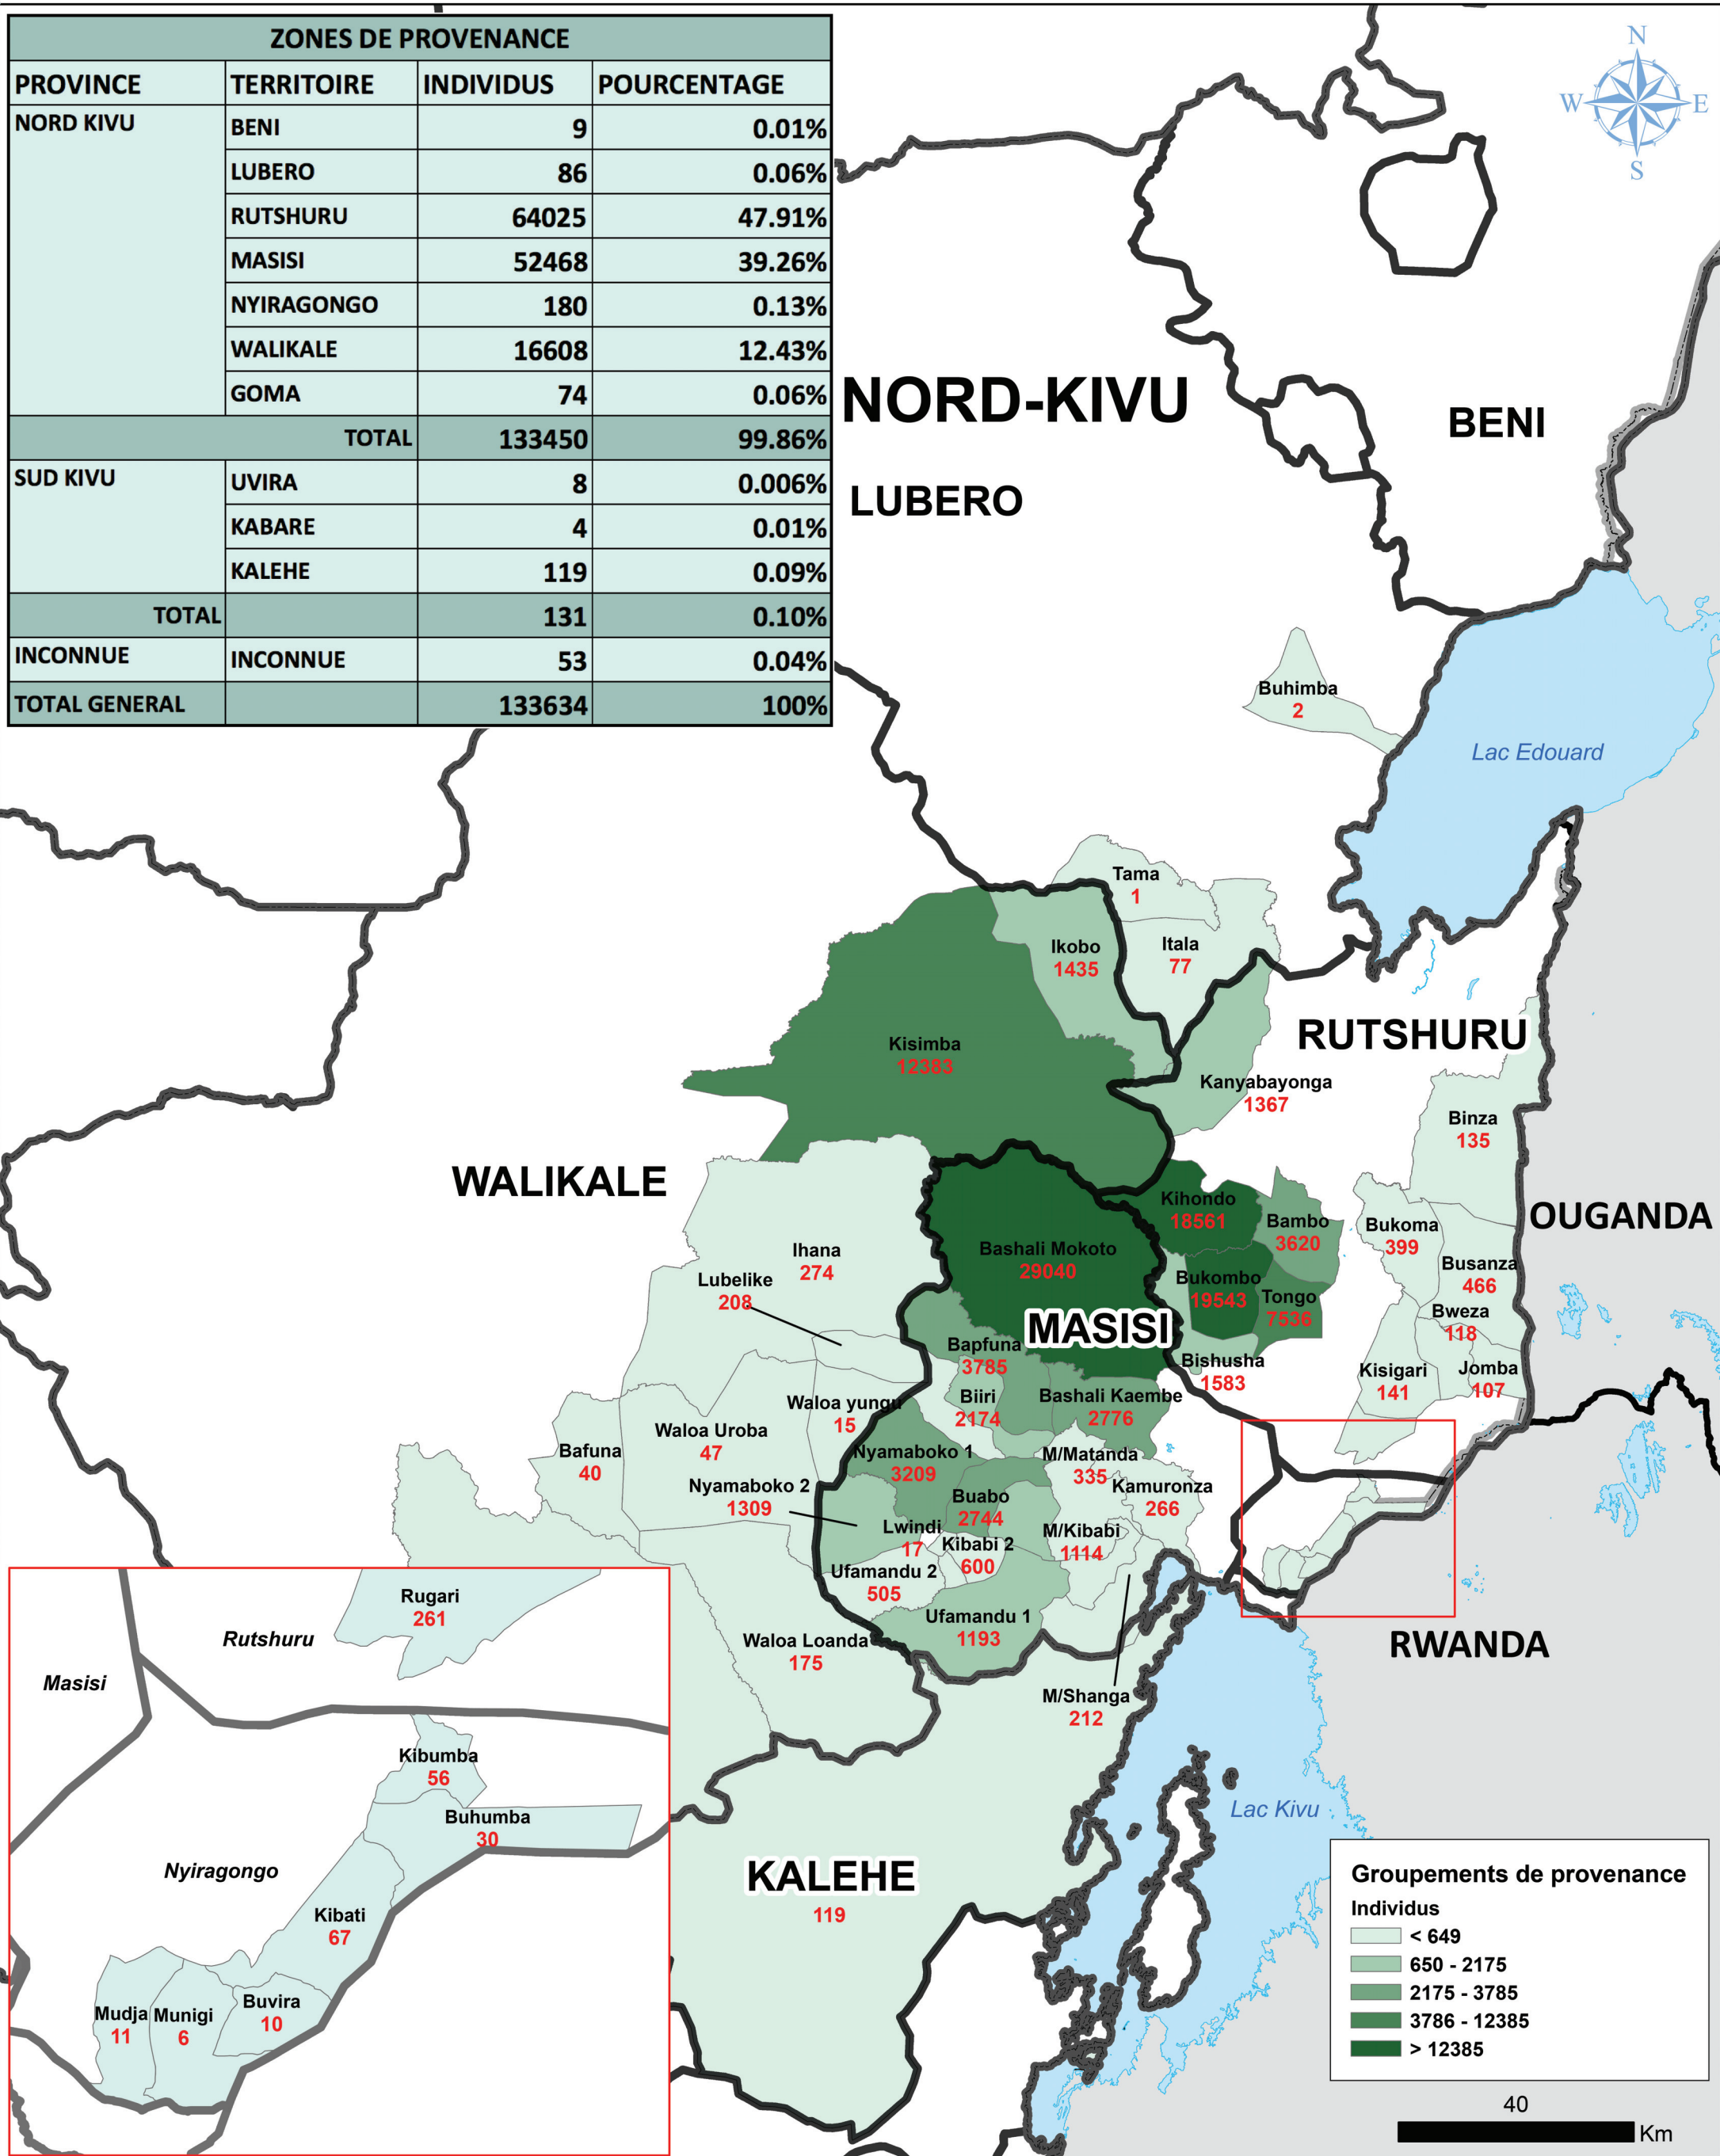 ZONES DE PROVENANCE
PROVINCE TERRITOIRE INDIVIDUS POURCENTAGE
NORD KIVU BENI 9 0.01%
LUBERO 86 0.06%
RUTSHURU 64025 47.91%
MASISI 52468 39.26%
NYIRAGONGO 180 0.13%
WALIKALE 16608 12.43%
GOMA 74 0.06%
TOTAL 133450 99.86%
SUD KIVU UVIRA 8 0.006%
KABARE 4 0.01%
KALEHE 119 0.09%
TOTAL 131 0.10%
INCONNUE INCONNUE 53 0.04%
TOTAL GENERAL 133634 100%
N
W E
S
NORD-KIVU
BENI
LUBERO
Buhimba
2
Lac Edouard
Tama
1
Ikobo
1435
Itala
77
Kisimba
12383
RUTSHURU
Kanyabayonga
1367
Binza
135
WALIKALE
Kihondo
18561
Bambo
3620
Bukoma
399
OUGANDA
Ihana
274
Bashali Mokoto
29040
Busanza
466
Lubelike
208
Bukombo
19543
Tongo
7536
Bweza
118
MASISI
Bapfuna
3785
Bishusha
1583
Kisigari
141
Jomba
107
Waloa yungu
15
Biiri
2174
Bashali Kaembe
2776
Waloa Uroba
47
Bafuna
40
Nyamaboko 1
3209
M/Matanda
335
Nyamaboko 2
1309
Buabo
2744
Kamuronza
266
Lwindi
17
Kibabi 2
600
M/Kibabi
1114
Ufamandu 2
505
Ufamandu 1
1193
Waloa Loanda
175
RWANDA
M/Shanga
212
Rugari
261
Rutshuru
Masisi
Kibumba
56
Buhumba
30
Nyiragongo
Kibati
67
Mudja
11
Munigi
6
Buvira
10
Lac Kivu
KALEHE
119
Groupements de provenance
Individus
< 649
650 - 2175
2175 - 3785
3786 - 12385
> 12385
40
Km